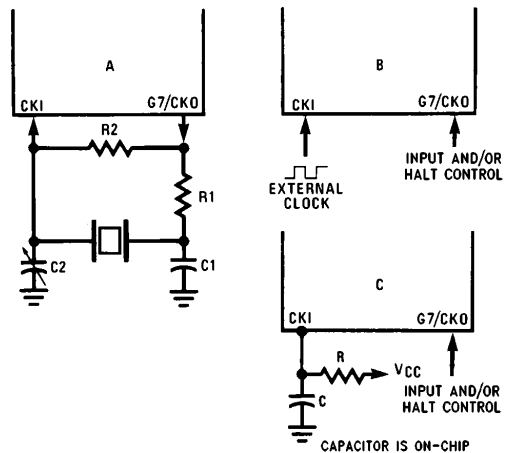 A
CKI
G7/CKO
R2
R1
C2
C1
B
CKI
G7/CKO
EXTERNAL
CLOCK
INPUT AND/OR
HALT CONTROL
C
CKI
G7/CKO
R
VCC
C
INPUT AND/OR
HALT CONTROL
CAPACITOR IS ON-CHIP